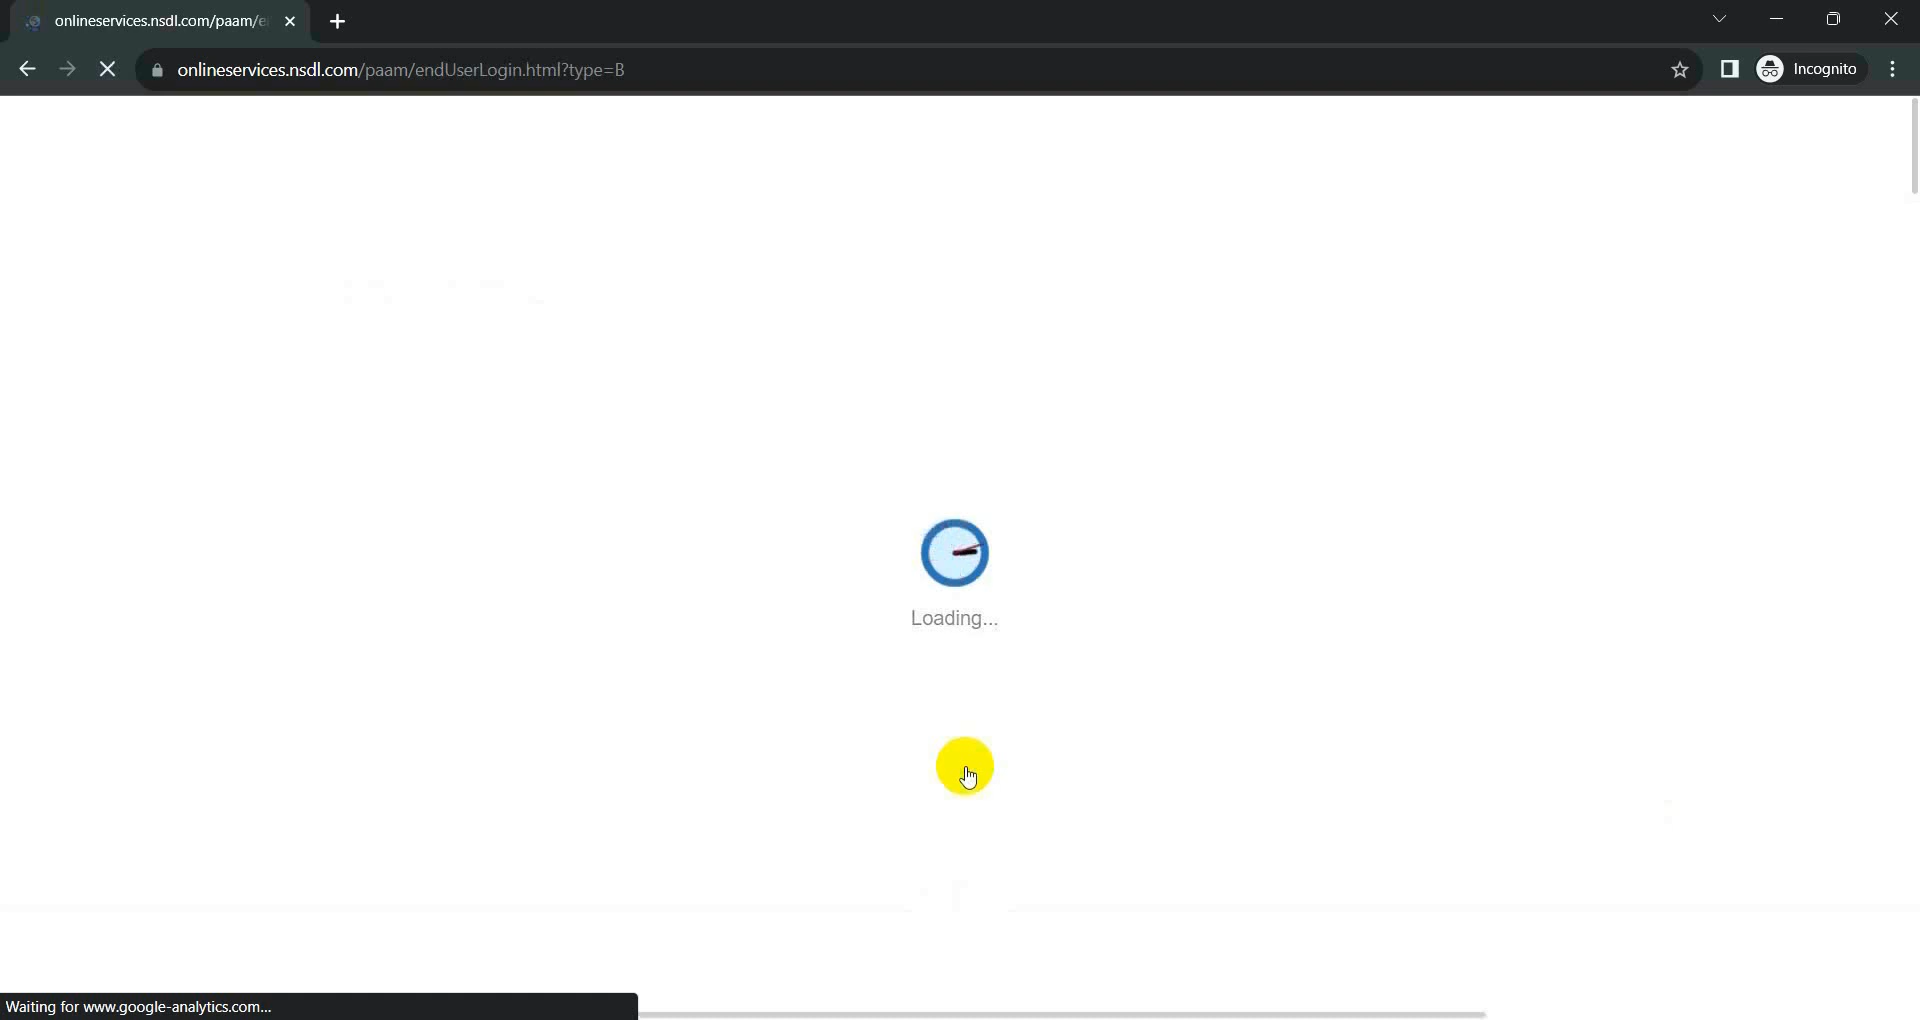 onlineservices.nsdl.com/paam/e
onlineservices.nsdl.com/paam/endUserLogin.html?type=B
Incognito
Loading...
Waiting for www.google-analytics.com...